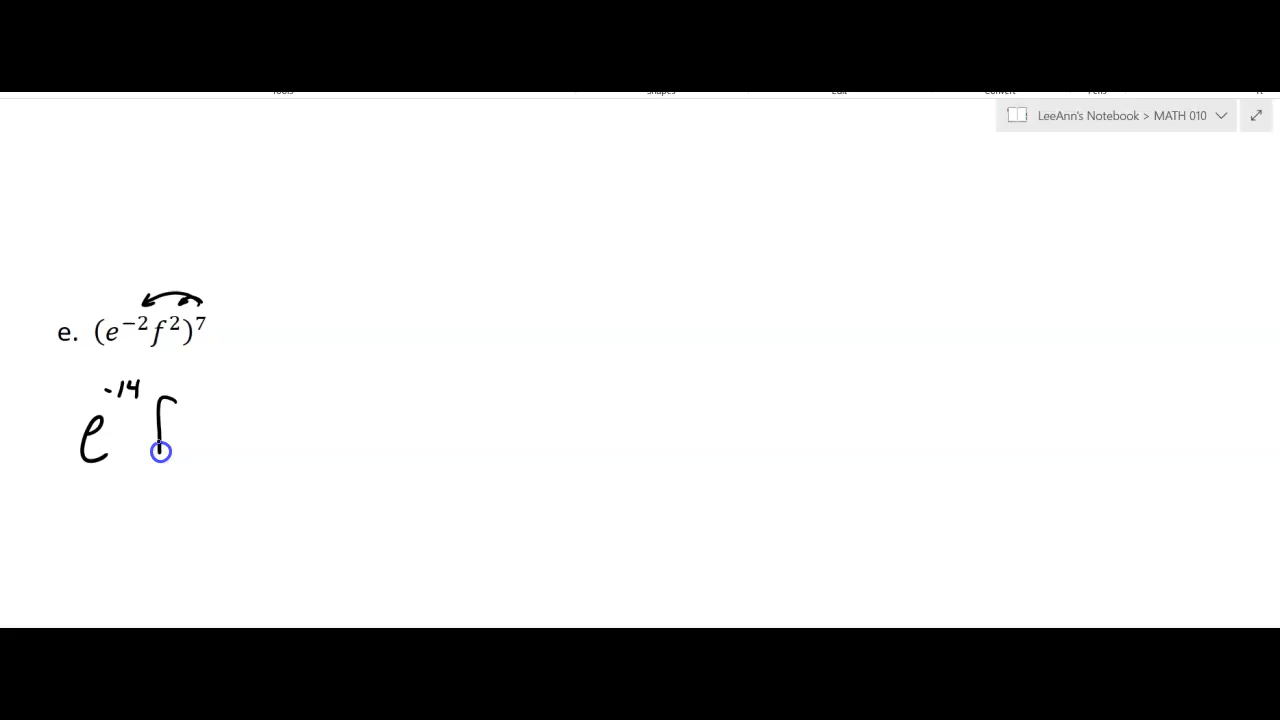 LeeAnn's Notebook > MATH 010
e. (e⁻²f²)⁷
e⁻¹⁴ f